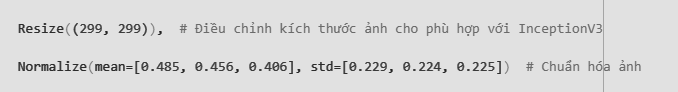 Resize((299, 299)),  # Điều chỉnh kích thước ảnh cho phù hợp với InceptionV3
Normalize(mean=[0.485, 0.456, 0.406], std=[0.229, 0.224, 0.225])  # Chuẩn hóa ảnh